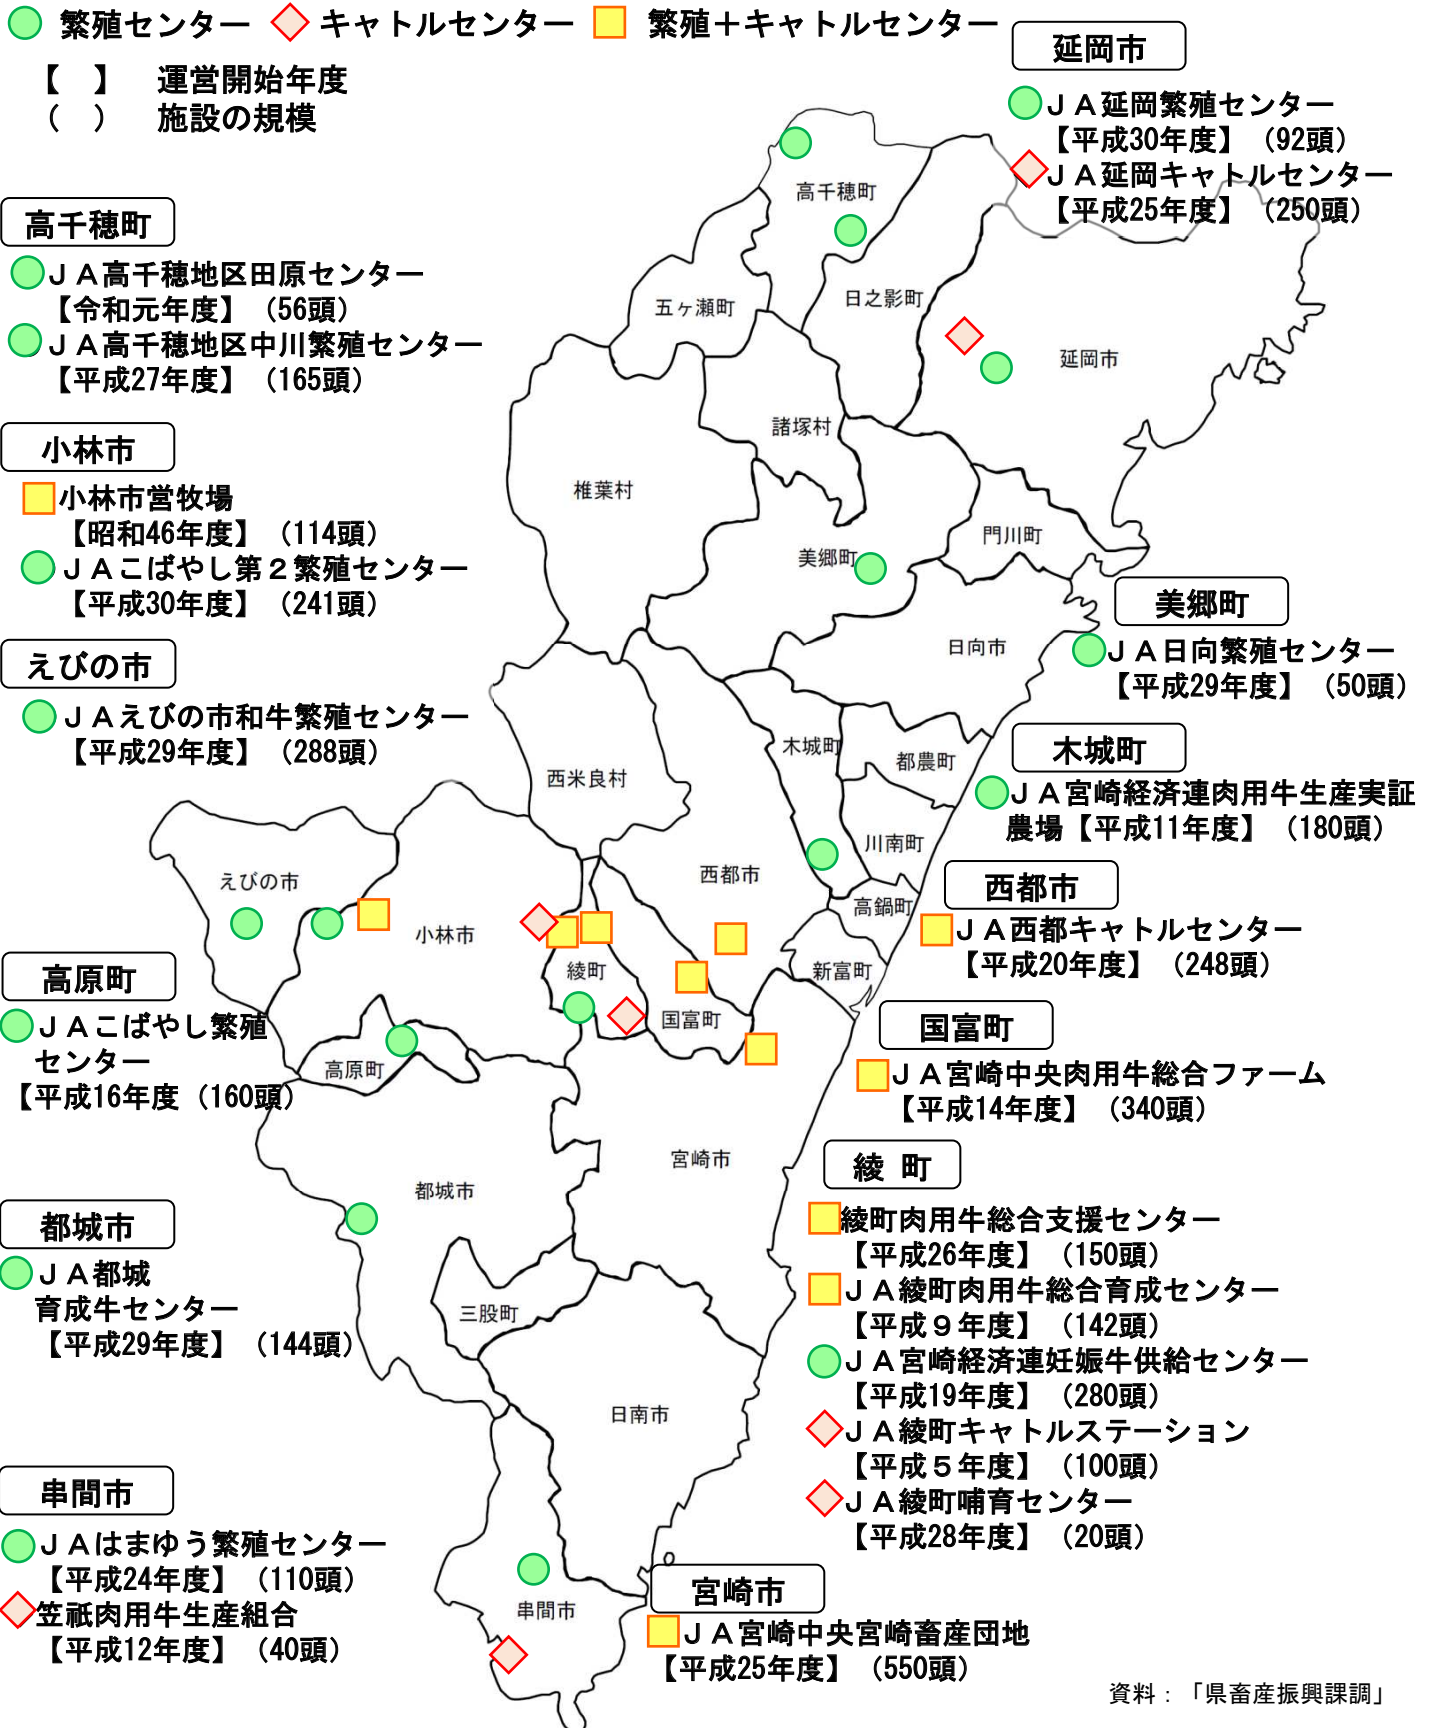 繁殖センター キャトルセンター 繁殖＋キャトルセンター
【　】　運営開始年度
（　）　施設の規模
延岡市
ＪＡ延岡繁殖センター
【平成30年度】（92頭）
ＪＡ延岡キャトルセンター
【平成25年度】（250頭）
高千穂町
ＪＡ高千穂地区田原センター
【令和元年度】（56頭）
ＪＡ高千穂地区中川繁殖センター
【平成27年度】（165頭）
小林市
小林市営牧場
【昭和46年度】（114頭）
ＪＡこばやし第２繁殖センター
【平成30年度】（241頭）
えびの市
ＪＡえびの市和牛繁殖センター
【平成29年度】（288頭）
高原町
ＪＡこばやし繁殖
センター
【平成16年度（160頭）
都城市
ＪＡ都城
育成牛センター
【平成29年度】（144頭）
串間市
ＪＡはまゆう繁殖センター
【平成24年度】（110頭）
笠祇肉用牛生産組合
【平成12年度】（40頭）
高千穂町
五ヶ瀬町
日之影町
延岡市
諸塚村
椎葉村
美郷町
門川町
日向市
木城町
都農町
西米良村
川南町
西都市
高鍋町
えびの市
小林市
綾町
新富町
国富町
高原町
宮崎市
都城市
三股町
日南市
串間市
美郷町
ＪＡ日向繁殖センター
【平成29年度】（50頭）
木城町
ＪＡ宮崎経済連肉用牛生産実証
農場【平成11年度】（180頭）
西都市
ＪＡ西都キャトルセンター
【平成20年度】（248頭）
国富町
ＪＡ宮崎中央肉用牛総合ファーム
【平成14年度】（340頭）
綾 町
綾町肉用牛総合支援センター
【平成26年度】（150頭）
ＪＡ綾町肉用牛総合育成センター
【平成９年度】（142頭）
ＪＡ宮崎経済連妊娠牛供給センター
【平成19年度】（280頭）
ＪＡ綾町キャトルステーション
【平成５年度】（100頭）
ＪＡ綾町哺育センター
【平成28年度】（20頭）
宮崎市
ＪＡ宮崎中央宮崎畜産団地
【平成25年度】（550頭）
資料：「県畜産振興課調」